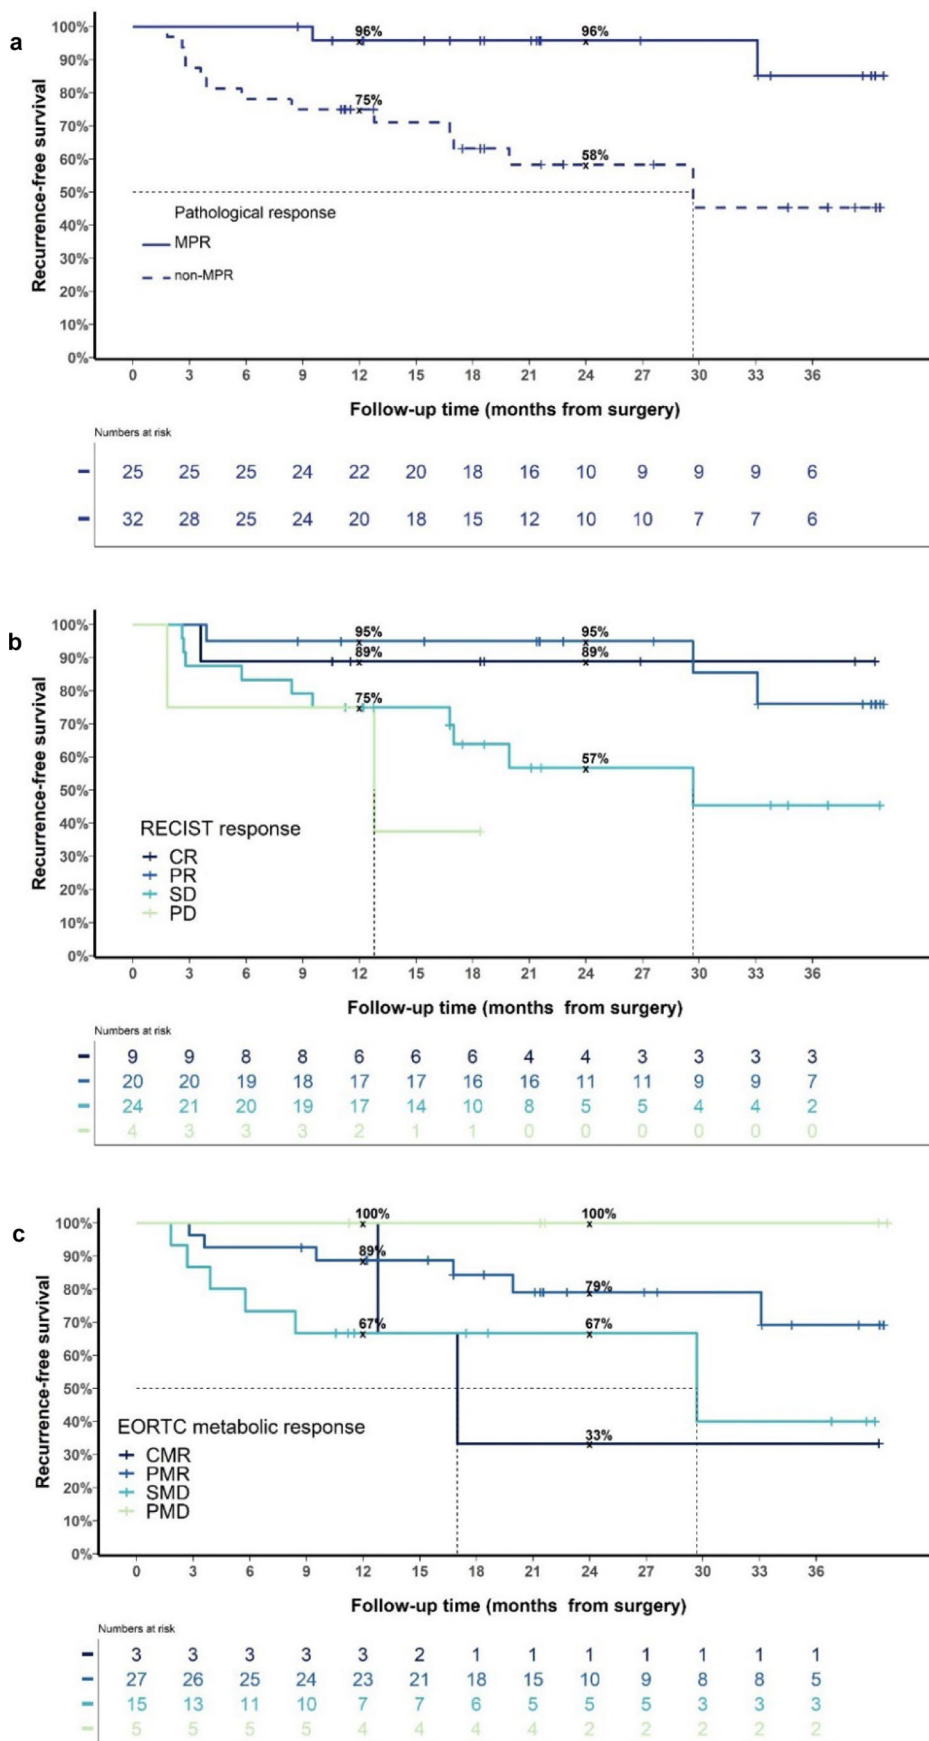 a
100%
90%
80%
70%
60%
50%
40%
30%
20%
10%
0%
Recurrence-free survival
96% 96%
75%
58%
Pathological response
MPR
non-MPR
0 3 6 9 12 15 18 21 24 27 30 33 36
Follow-up time (months from surgery)
Numbers at risk
25 25 25 24 22 20 18 16 10 9 9 9 6
32 28 25 24 20 18 15 12 10 10 7 7 6
b
100%
90%
80%
70%
60%
50%
40%
30%
20%
10%
0%
Recurrence-free survival
95% 95%
89% 89%
75%
57%
RECIST response
CR
PR
SD
PD
0 3 6 9 12 15 18 21 24 27 30 33 36
Follow-up time (months from surgery)
Numbers at risk
9 9 8 8 6 6 6 4 4 3 3 3 3
20 20 19 18 17 17 16 16 11 11 9 9 7
24 21 20 19 17 14 10 8 5 5 4 4 2
4 3 3 3 2 1 1 0 0 0 0 0 0
c
100%
90%
80%
70%
60%
50%
40%
30%
20%
10%
0%
Recurrence-free survival
100% 100%
89%
79%
67% 67%
33%
EORTC metabolic response
CMR
PMR
SMD
PMD
0 3 6 9 12 15 18 21 24 27 30 33 36
Follow-up time (months from surgery)
Numbers at risk
3 3 3 3 3 2 1 1 1 1 1 1 1
27 26 25 24 23 21 18 15 10 9 8 8 5
15 13 11 10 7 7 6 5 5 5 3 3 3
5 5 5 5 4 4 4 4 2 2 2 2 2